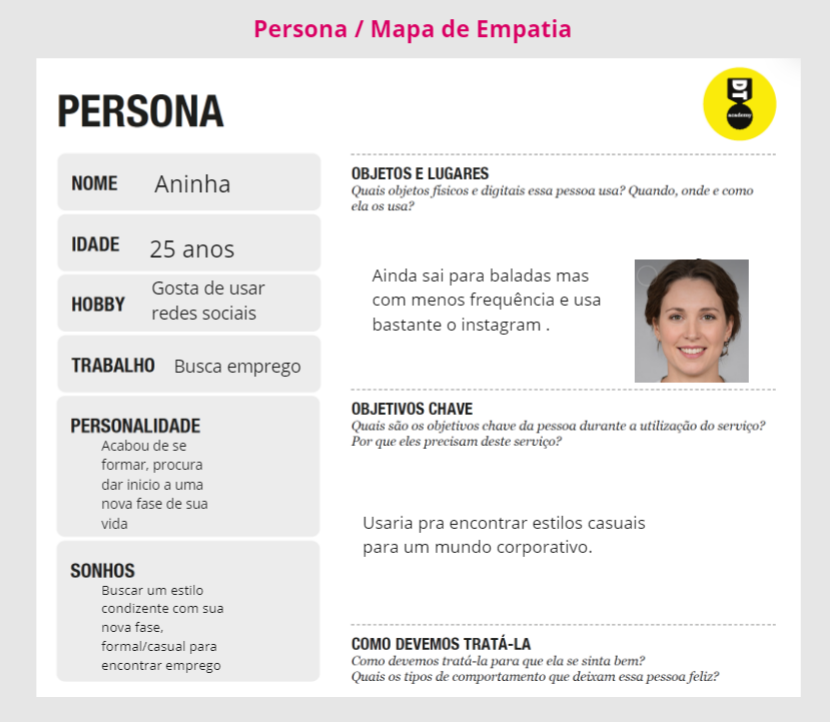 Persona / Mapa de Empatia
PERSONA
DT
academy
NOME
Aninha
IDADE
25 anos
HOBBY
Gosta de usar
redes sociais
TRABALHO
Busca emprego
PERSONALIDADE
Acabou de se
formar, procura
dar inicio a uma
nova fase de sua
vida
SONHOS
Buscar um estilo
condizente com sua
nova fase,
formal/casual para
encontrar emprego
OBJETOS E LUGARES
Quais objetos físicos e digitais essa pessoa usa? Quando, onde e como
ela os usa?
Ainda sai para baladas mas
com menos frequência e usa
bastante o instagram .
OBJETIVOS CHAVE
Quais são os objetivos chave da pessoa durante a utilização do serviço?
Por que eles precisam deste serviço?
Usaria pra encontrar estilos casuais
para um mundo corporativo.
COMO DEVEMOS TRATÁ-LA
Como devemos tratá-la para que ela se sinta bem?
Quais os tipos de comportamento que deixam essa pessoa feliz?